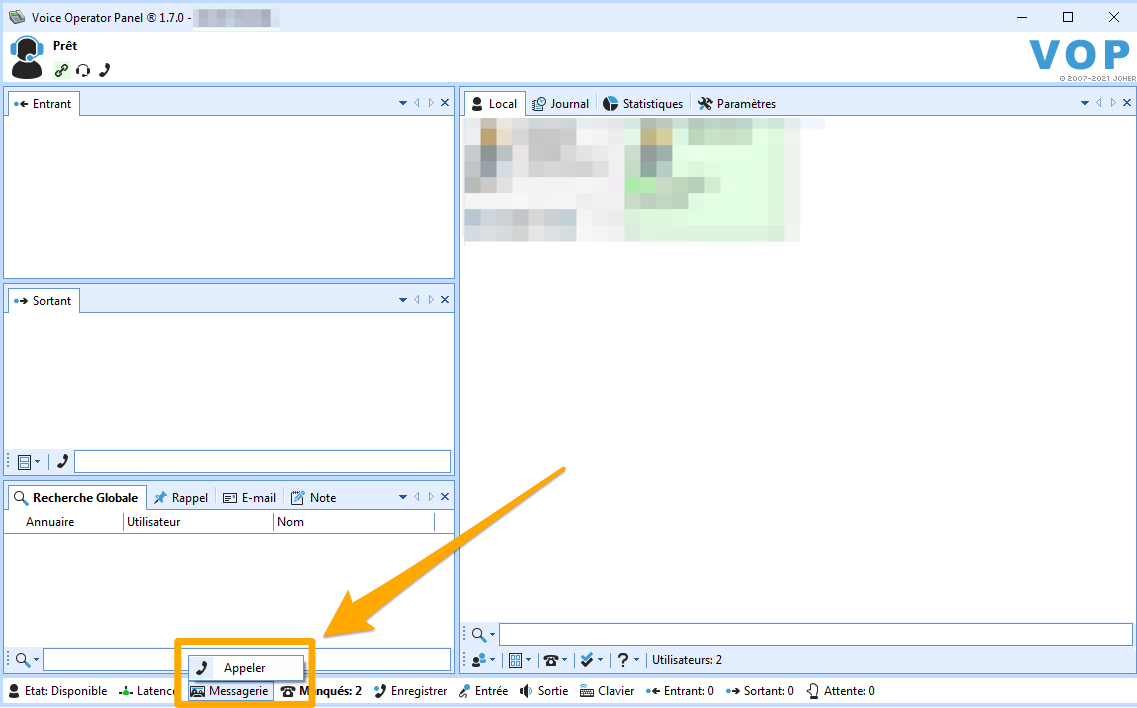 Voice Operator Panel ® 1.7.0 -
Prêt
VOP
© 2007-2021 JOHER
Entrant
Local Journal Statistiques Paramètres
Sortant
Recherche Globale Rappel E-mail Note
Annuaire Utilisateur Nom
Utilisateurs: 2
Appeler
Etat: Disponible Latence Messagerie Manqués: 2 Enregistrer Entrée Sortie Clavier Entrant: 0 Sortant: 0 Attente: 0